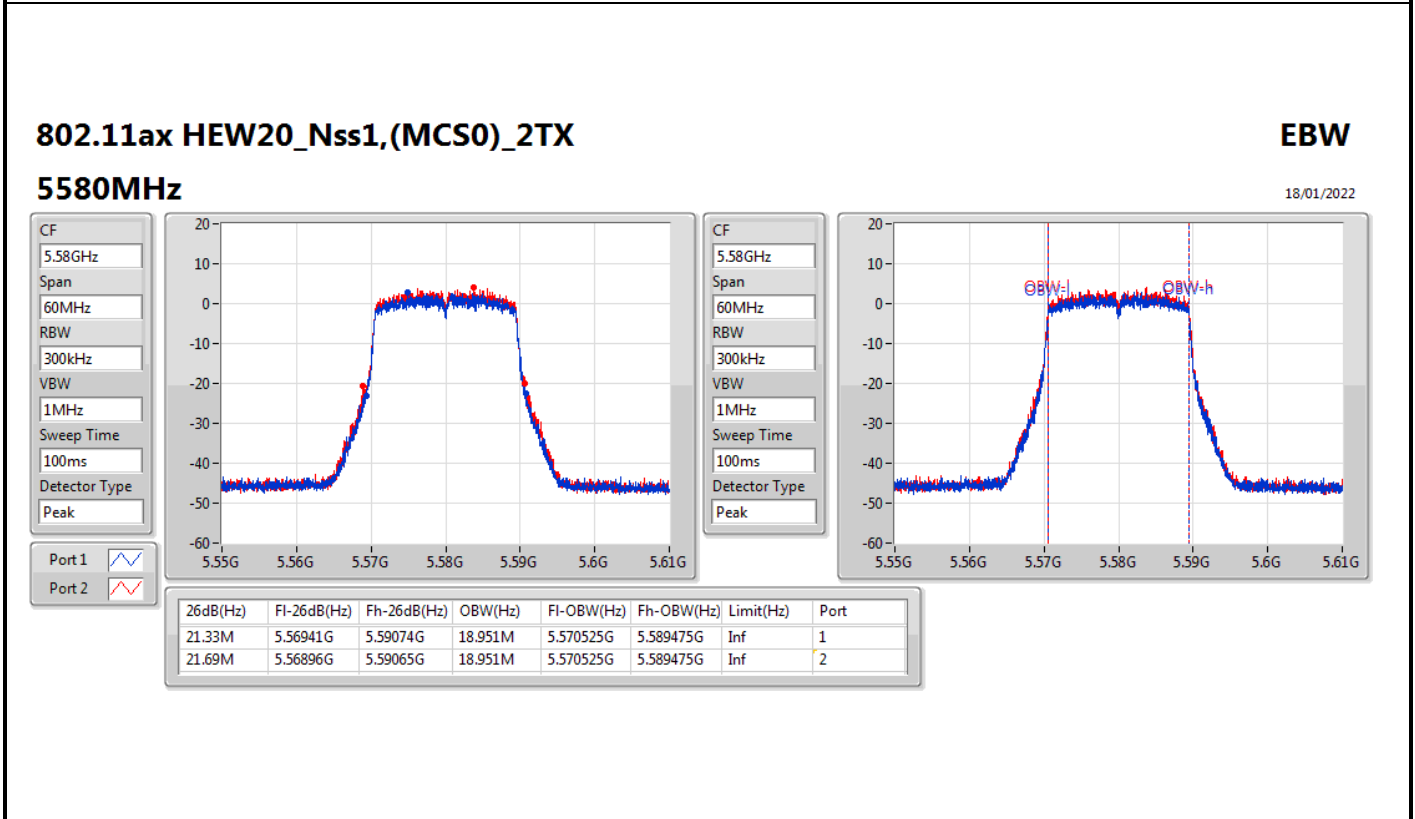 802.11ax HEW20_Nss1,(MCS0)_2TX EBW
5580MHz 18/01/2022
CF
5.58GHz
Span
60MHz
RBW
300kHz
VBW
1MHz
Sweep Time
100ms
Detector Type
Peak
Port 1
Port 2
20
10
0
-10
-20
-30
-40
-50
-60
5.55G 5.56G 5.57G 5.58G 5.59G 5.6G 5.61G
CF
5.58GHz
Span
60MHz
RBW
300kHz
VBW
1MHz
Sweep Time
100ms
Detector Type
Peak
20
10
0
-10
-20
-30
-40
-50
-60
OBW-l OBW-h
5.55G 5.56G 5.57G 5.58G 5.59G 5.6G 5.61G
26dB(Hz) Fl-26dB(Hz) Fh-26dB(Hz) OBW(Hz) Fl-OBW(Hz) Fh-OBW(Hz) Limit(Hz) Port
21.33M 5.56941G 5.59074G 18.951M 5.570525G 5.589475G Inf 1
21.69M 5.56896G 5.59065G 18.951M 5.570525G 5.589475G Inf 2